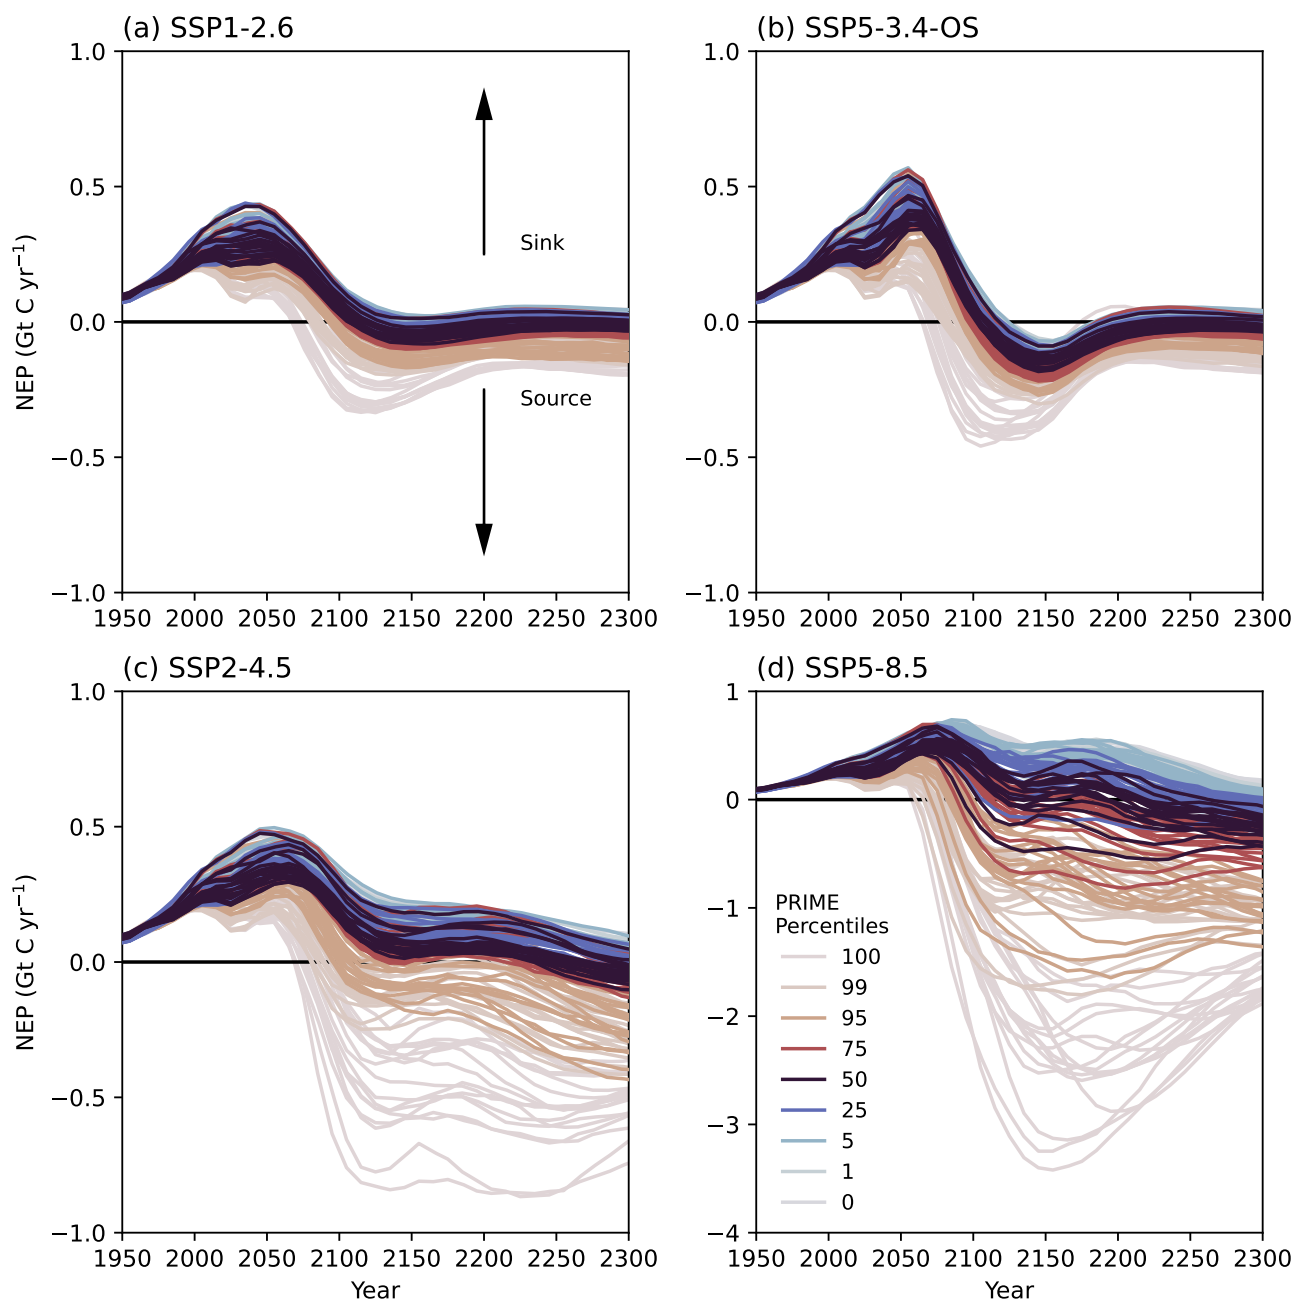 (a) SSP1-2.6
1.0
0.5
0.0
−0.5
−1.0
NEP (Gt C yr⁻¹)
Sink
Source
1950 2000 2050 2100 2150 2200 2250 2300
(b) SSP5-3.4-OS
1.0
0.5
0.0
−0.5
−1.0
1950 2000 2050 2100 2150 2200 2250 2300
(c) SSP2-4.5
1.0
0.5
0.0
−0.5
−1.0
NEP (Gt C yr⁻¹)
1950 2000 2050 2100 2150 2200 2250 2300
Year
(d) SSP5-8.5
1
0
−1
−2
−3
−4
PRIME
Percentiles
100
99
95
75
50
25
5
1
0
1950 2000 2050 2100 2150 2200 2250 2300
Year